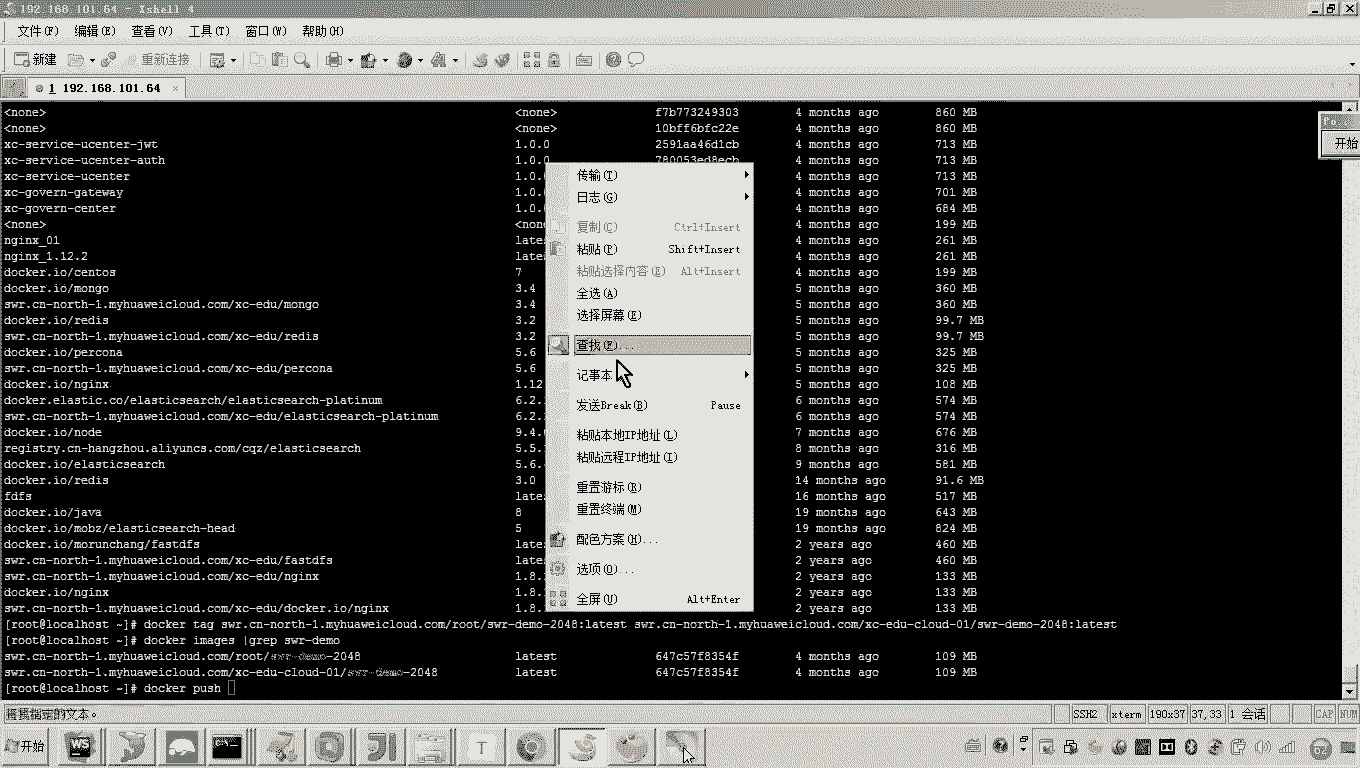 192.168.101.64 - Xshell 4
文件(F) 编辑(E) 查看(V) 工具(T) 窗口(W) 帮助(H)
新建 重新连接
1 192.168.101.64 ×
<none> <none> f7b773249303 4 months ago 860 MB
<none> <none> 10bff6bfc22e 4 months ago 860 MB
xc-service-ucenter-jwt 1.0.0 2591aa46d1cb 4 months ago 713 MB
xc-service-ucenter-auth 1.0.0 780053ed8ecb 4 months ago 713 MB
xc-service-ucenter 1.0. 4 months ago 713 MB
xc-govern-gateway 1.0. 4 months ago 701 MB
xc-govern-center 1.0. 4 months ago 684 MB
<none> <non 4 months ago 199 MB
nginx_01 late 4 months ago 261 MB
nginx_1.12.2 late 4 months ago 261 MB
docker.io/centos 7 4 months ago 199 MB
docker.io/mongo 3.4 5 months ago 360 MB
swr.cn-north-1.myhuaweicloud.com/xc-edu/mongo 3.4 5 months ago 360 MB
docker.io/redis 3.2 5 months ago 99.7 MB
swr.cn-north-1.myhuaweicloud.com/xc-edu/redis 3.2 5 months ago 99.7 MB
docker.io/percona 5.6 5 months ago 325 MB
swr.cn-north-1.myhuaweicloud.com/xc-edu/percona 5.6 5 months ago 325 MB
docker.io/nginx 1.12 5 months ago 108 MB
docker.elastic.co/elasticsearch/elasticsearch-platinum 6.2. 6 months ago 574 MB
swr.cn-north-1.myhuaweicloud.com/xc-edu/elasticsearch-platinum 6.2. 6 months ago 574 MB
docker.io/node 9.4. 7 months ago 676 MB
registry.cn-hangzhou.aliyuncs.com/cqz/elasticsearch 5.5. 8 months ago 316 MB
docker.io/elasticsearch 5.6. 9 months ago 581 MB
docker.io/redis 3.0 14 months ago 91.6 MB
fdfs late 16 months ago 517 MB
docker.io/java 8 19 months ago 643 MB
docker.io/mobz/elasticsearch-head 5 19 months ago 824 MB
docker.io/morunchang/fastdfs late 2 years ago 460 MB
swr.cn-north-1.myhuaweicloud.com/xc-edu/fastdfs late 2 years ago 460 MB
swr.cn-north-1.myhuaweicloud.com/xc-edu/nginx 1.8. 2 years ago 133 MB
docker.io/nginx 1.8. 2 years ago 133 MB
swr.cn-north-1.myhuaweicloud.com/xc-edu/docker.io/nginx 1.8. 2 years ago 133 MB
[root@localhost ~]# docker tag swr.cn-north-1.myhuaweicloud.com/root/swr-demo-2048:latest swr.cn-north-1.myhuaweicloud.com/xc-edu-cloud-01/swr-demo-2048:latest
[root@localhost ~]# docker images |grep swr-demo
swr.cn-north-1.myhuaweicloud.com/root/swr-demo-2048 latest 647c57f8354f 4 months ago 109 MB
swr.cn-north-1.myhuaweicloud.com/xc-edu-cloud-01/swr-demo-2048 latest 647c57f8354f 4 months ago 109 MB
[root@localhost ~]# docker push
传输(T)
日志(G)
复制(C) Ctrl+Insert
粘贴(P) Shift+Insert
粘贴选择内容(E) Alt+Insert
全选(A)
选择屏幕(E)
查找(F)...
记事本
发送Break(B) Pause
粘贴本地IP地址(L)
粘贴远程IP地址(I)
重置游标(R)
重置终端(M)
配色方案(H)...
选项(O)...
全屏(U) Alt+Enter
开始
SSH2 xterm 190x37 37,33 1 会话 CAP NUM
开始 WS T 62